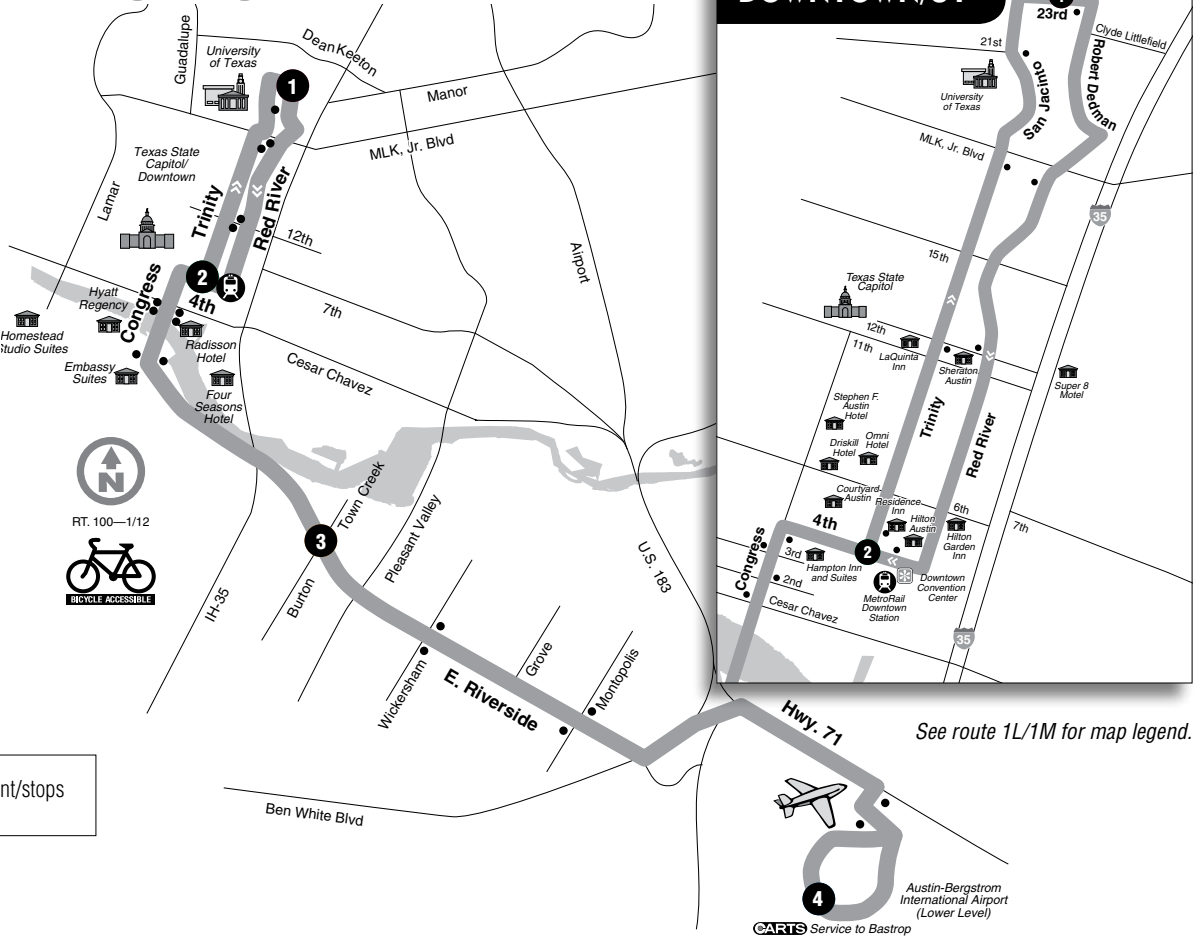 Guadalupe
University
of Texas
Dean Keeton
1
Manor
MLK, Jr. Blvd
Texas State
Capitol/
Downtown
Lamar
Trinity
Red River
12th
Airport
Congress
2
4th
7th
Hyatt
Regency
Homestead
Studio Suites
Radisson
Hotel
Embassy
Suites
Four
Seasons
Hotel
Cesar Chavez
N
RT. 100—1/12
BICYCLE ACCESSIBLE
3
Town Creek
Pleasant Valley
IH-35
Burton
U.S. 183
Wickersham
E. Riverside
Grove
Montopolis
Ben White Blvd
Hwy. 71
4
Austin-Bergstrom
International Airport
(Lower Level)
CARTS Service to Bastrop
nt/stops
See route 1L/1M for map legend.
23rd
21st
Clyde Littlefield
Robert Dedman
University
of Texas
San Jacinto
MLK, Jr. Blvd
35
15th
Texas State
Capitol
12th
11th
LaQuinta
Inn
Sheraton
Austin
Super 8
Motel
Stephen F.
Austin
Hotel
Trinity
Red River
Driskill
Hotel
Omni
Hotel
Courtyard
Austin
Residence
Inn
Hilton
Austin
6th
7th
Hilton
Garden
Inn
4th
Congress
2
3rd
Hampton Inn
and Suites
2nd
Cesar Chavez
MetroRail
Downtown
Station
Downtown
Convention
Center
35